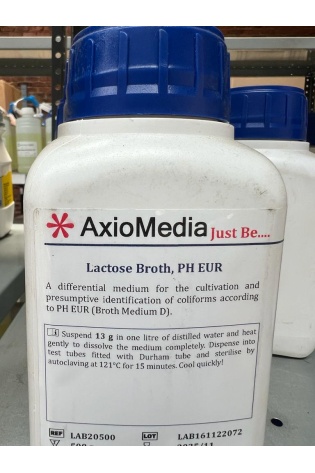 AxioMedia Just Be....
Lactose Broth, PH EUR
A differential medium for the cultivation and
presumptive identification of coliforms according
to PH EUR (Broth Medium D).
Suspend 13 g in one litre of distilled water and heat
gently to dissolve the medium completely. Dispense into
test tubes fitted with Durham tube and sterilise by
autoclaving at 121°C for 15 minutes. Cool quickly!
REF LAB20500 LOT LAB161122072